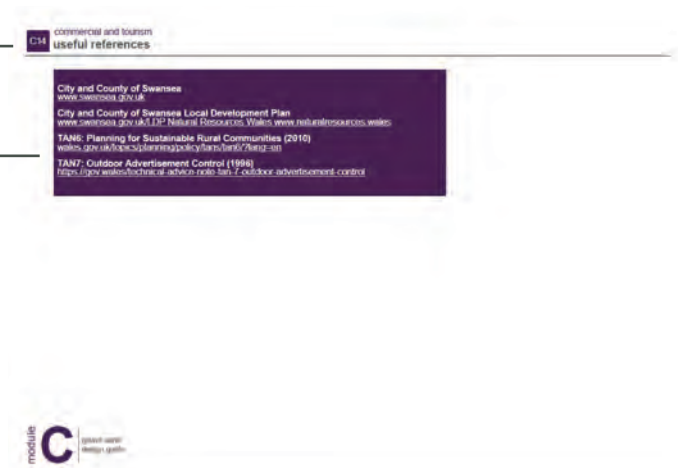 C14
commercial and tourism
useful references
City and County of Swansea
www.swansea.gov.uk
City and County of Swansea Local Development Plan
www.swansea.gov.uk/LDP Natural Resources Wales www.naturalresources.wales
TAN6: Planning for Sustainable Rural Communities (2010)
wales.gov.uk/topics/planning/policy/tans/tan6/?lang=en
TAN7: Outdoor Advertisement Control (1996)
https://gov.wales/technical-advice-note-tan-7-outdoor-advertisement-control
module
C
design guide